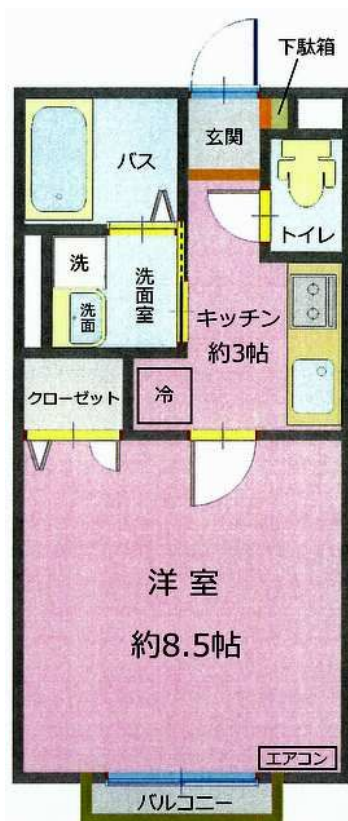 下駄箱
玄関
バス
トイレ
洗
洗面
洗面室
キッチン
約3帖
クローゼット
冷
洋室
約8.5帖
エアコン
バルコニー